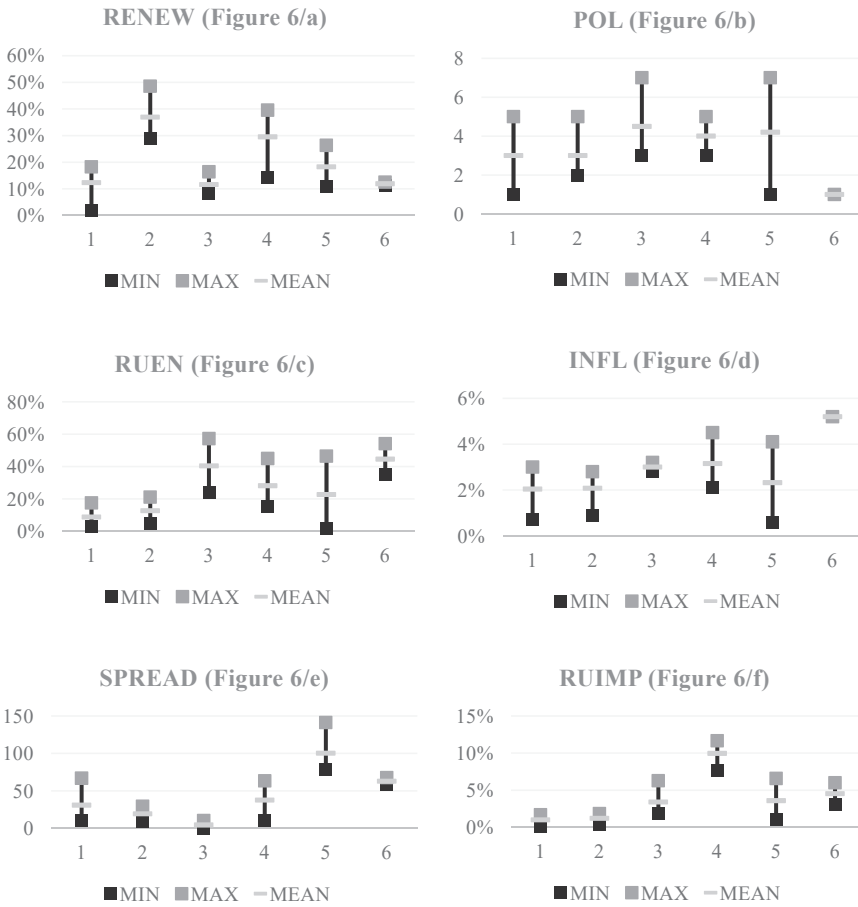 RENEW (Figure 6/a)
60%
50%
40%
30%
20%
10%
0%
1 2 3 4 5 6
MIN MAX MEAN
POL (Figure 6/b)
8
6
4
2
0
1 2 3 4 5 6
MIN MAX MEAN
RUEN (Figure 6/c)
80%
60%
40%
20%
0%
1 2 3 4 5 6
MIN MAX MEAN
INFL (Figure 6/d)
6%
4%
2%
0%
1 2 3 4 5 6
MIN MAX MEAN
SPREAD (Figure 6/e)
150
100
50
0
1 2 3 4 5 6
MIN MAX MEAN
RUIMP (Figure 6/f)
15%
10%
5%
0%
1 2 3 4 5 6
MIN MAX MEAN